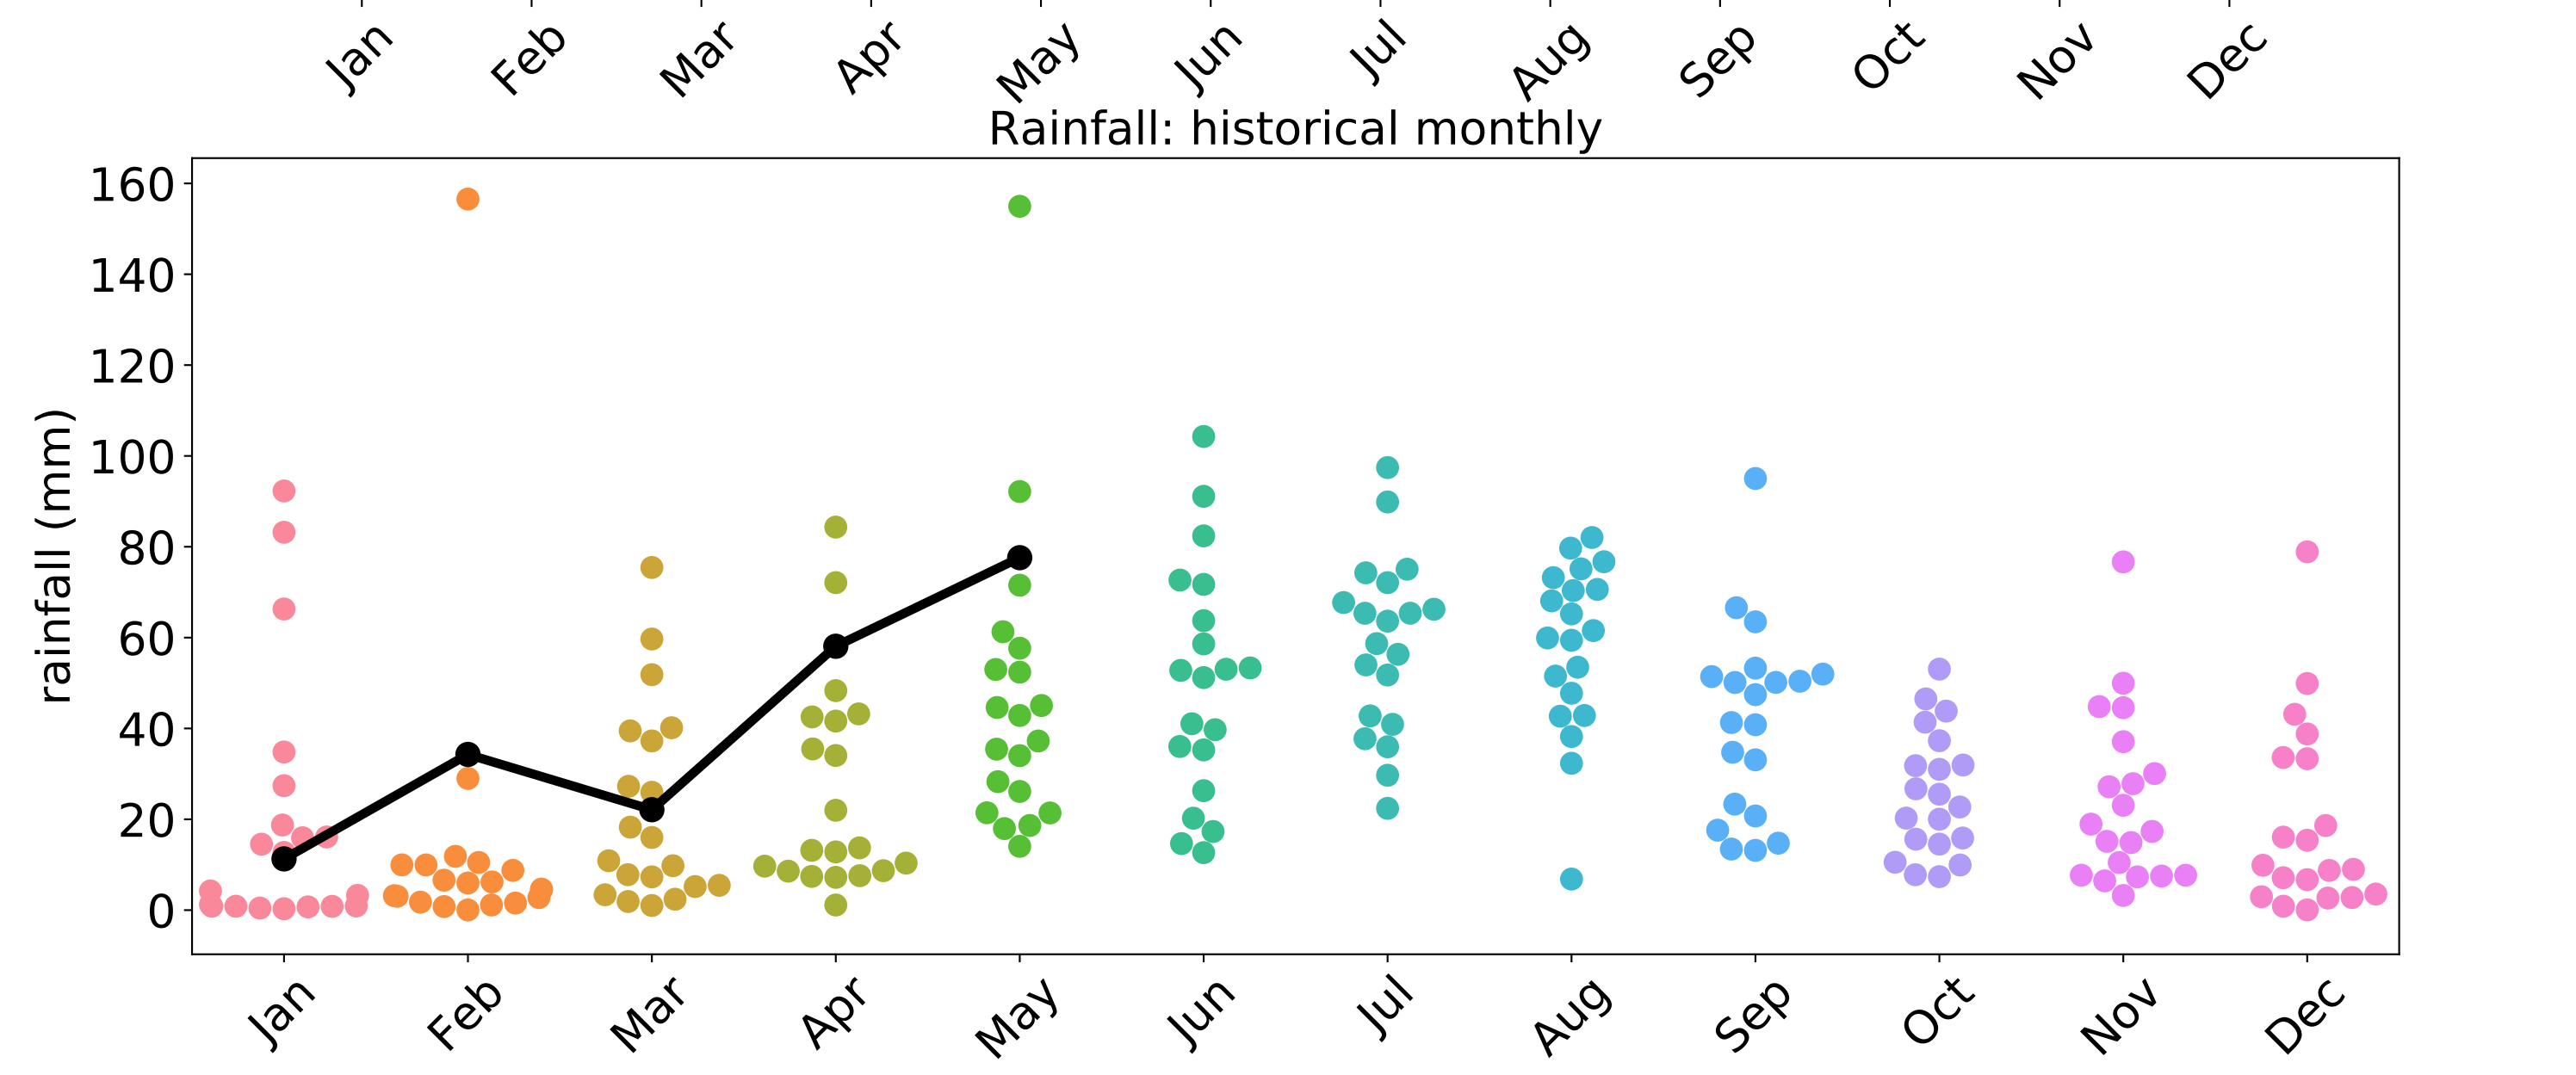 Jan Feb Mar Apr May Jun Jul Aug Sep Oct Nov Dec
Rainfall: historical monthly
160
140
120
100
80
60
40
20
0
rainfall (mm)
Jan Feb Mar Apr May Jun Jul Aug Sep Oct Nov Dec